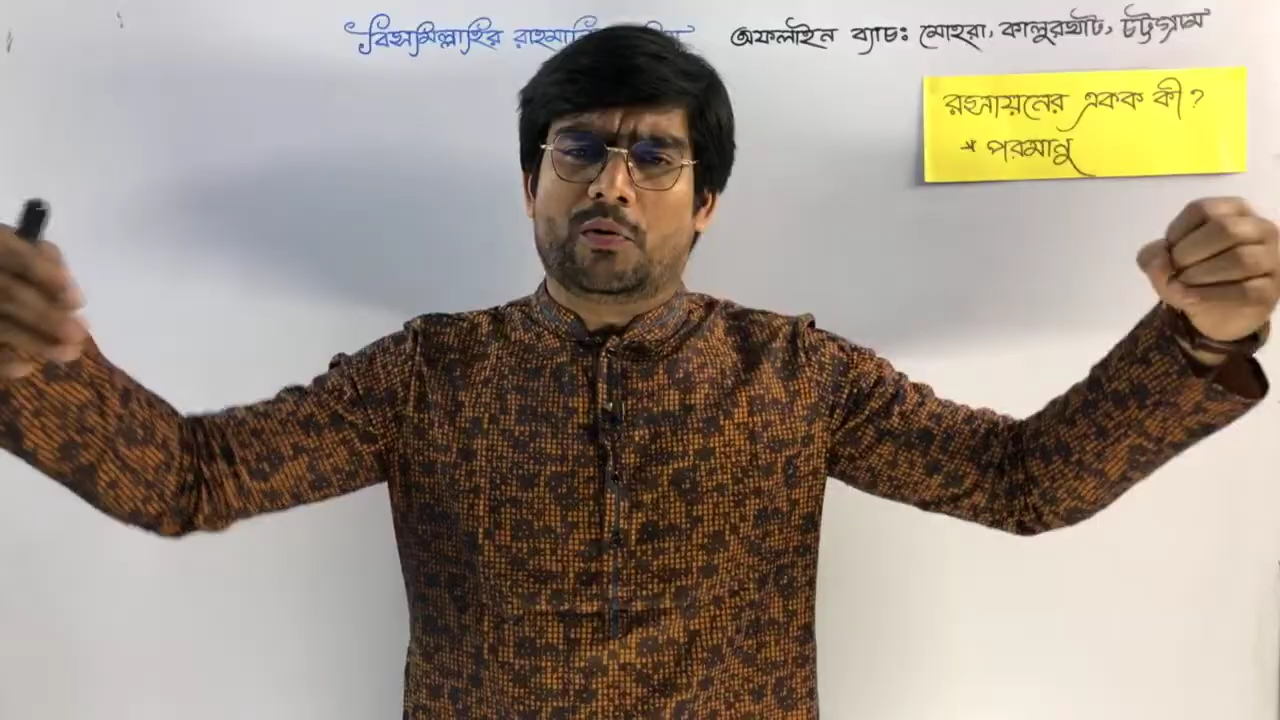 বিসমিল্লাহির
অফলাইন ব্যাচঃ মোহরা, কালুরঘাট, চট্টগ্রাম
রসায়নের একক কী?
* পরমানু